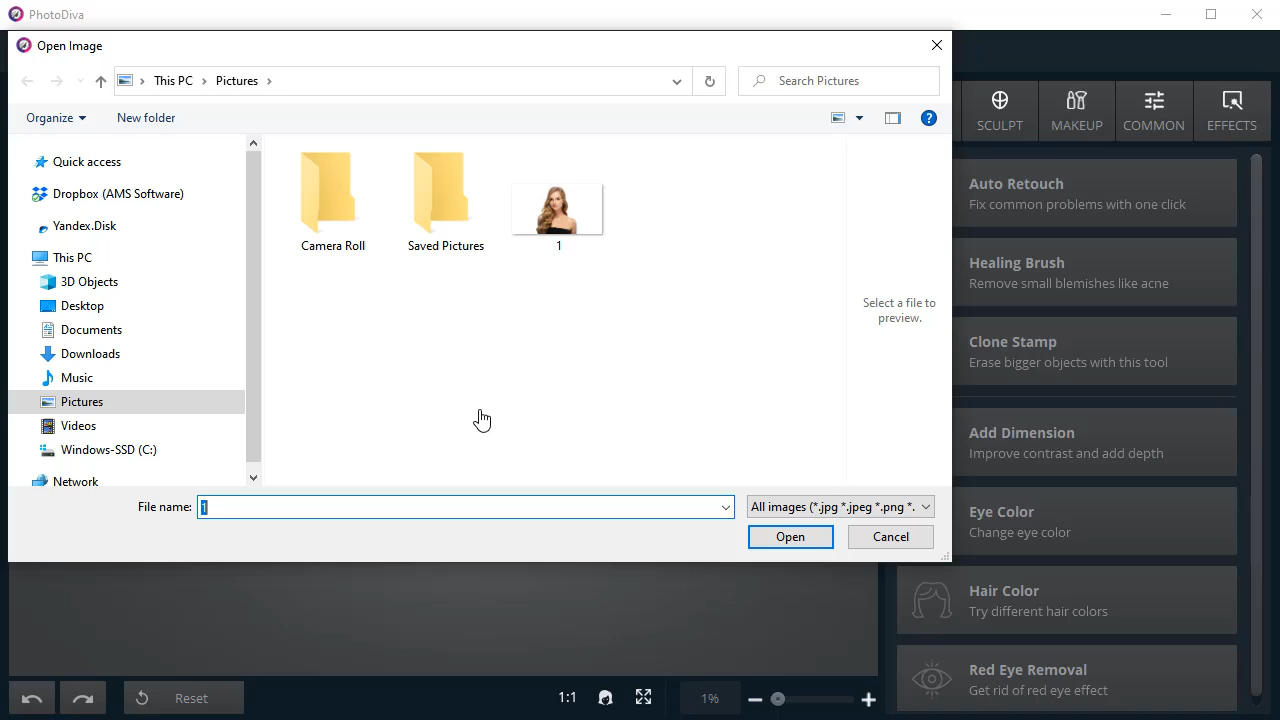 PhotoDiva
Open Image
This PC
Pictures
Search Pictures
Organize
New folder
Quick access
Dropbox (AMS Software)
Yandex.Disk
This PC
3D Objects
Desktop
Documents
Downloads
Music
Pictures
Videos
Windows-SSD (C:)
Network
Camera Roll
Saved Pictures
1
Select a file to
preview.
File name:
1
All images (*.jpg *.jpeg *.png *.
Open
Cancel
SCULPT
MAKEUP
COMMON
EFFECTS
Auto Retouch
Fix common problems with one click
Healing Brush
Remove small blemishes like acne
Clone Stamp
Erase bigger objects with this tool
Add Dimension
Improve contrast and add depth
Eye Color
Change eye color
Hair Color
Try different hair colors
Red Eye Removal
Get rid of red eye effect
Reset
1:1
1%